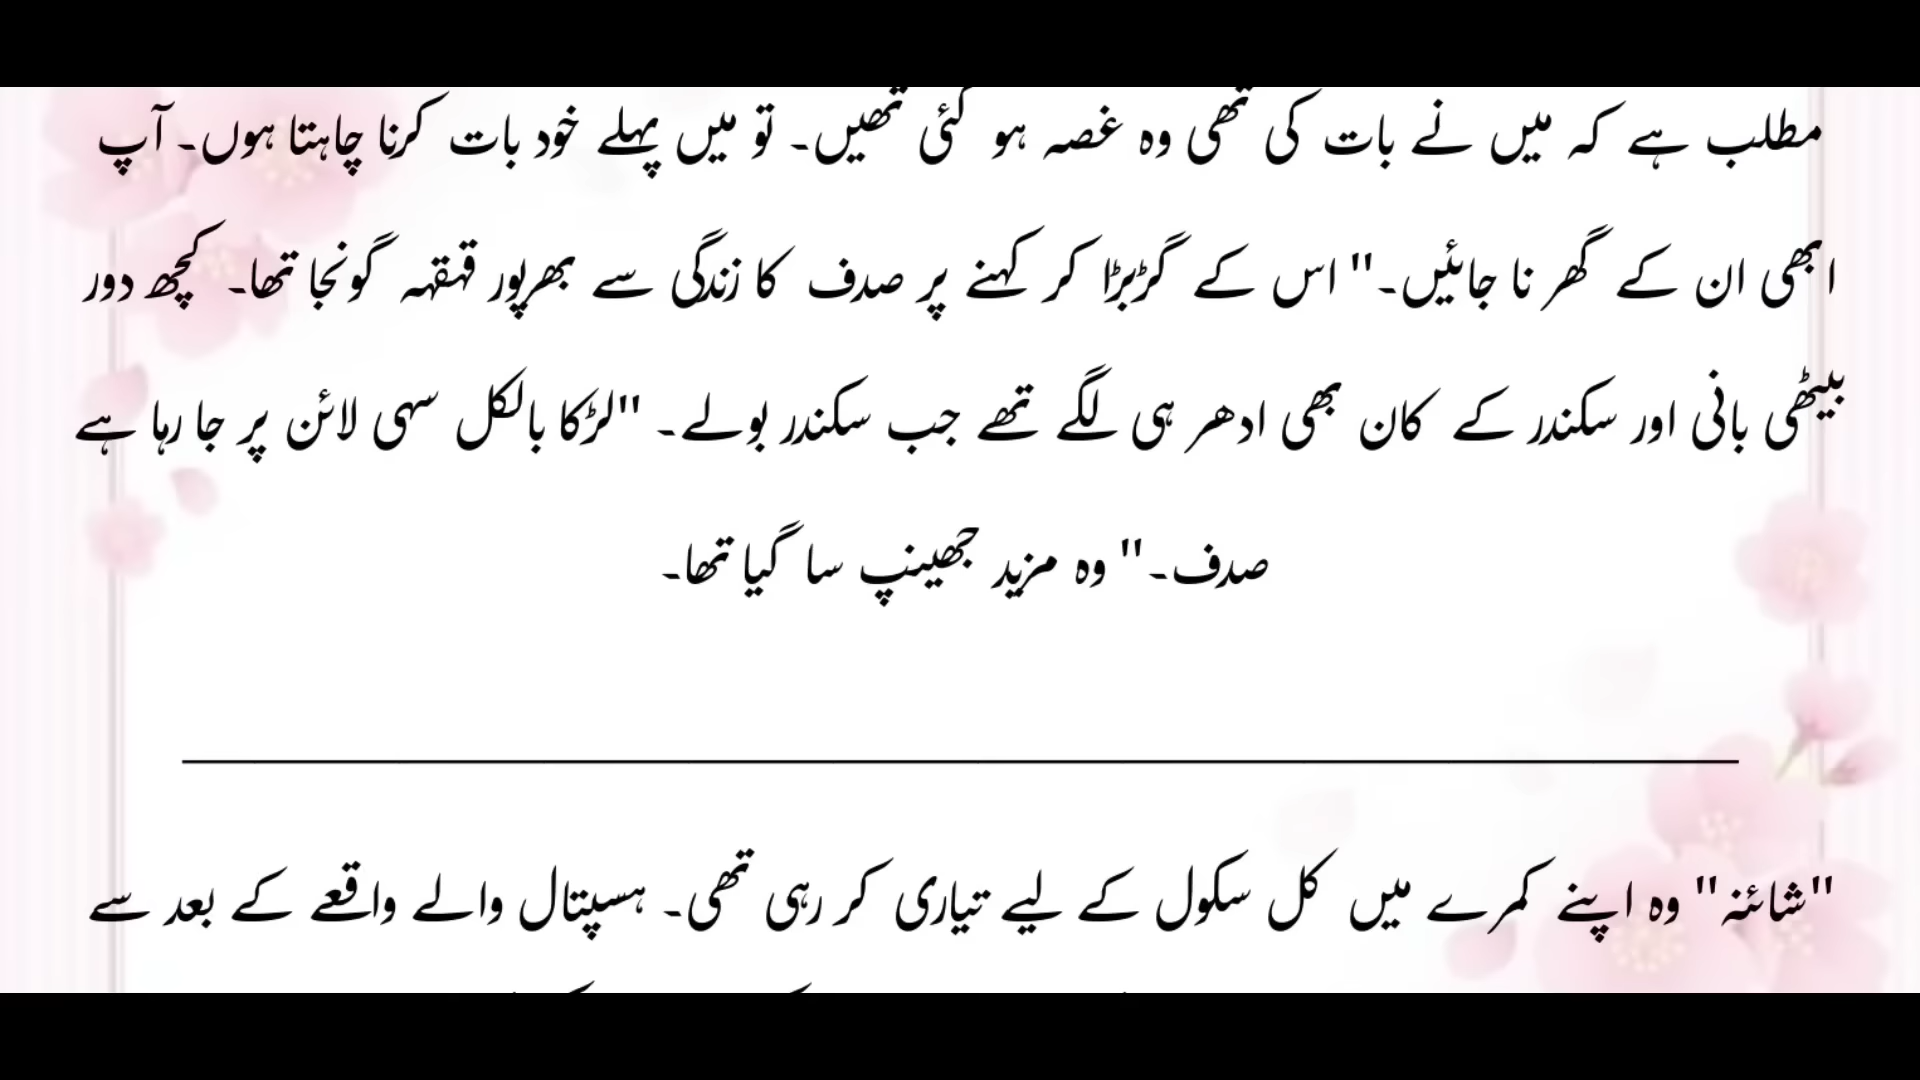 مطلب ہے کہ میں نے بات کی تھی وہ غصہ ہو گئی تھیں۔ تو میں پہلے خود بات کرنا چاہتا ہوں۔ آپ
ابھی ان کے گھر نا جائیں۔" اس کے گڑبڑا کر کہنے پر صدف کا زندگی سے بھرپور قہقہہ گونجا تھا۔ کچھ دور
بیٹھی بانی اور سکندر کے کان بھی ادھر ہی لگے تھے جب سکندر بولے۔ "لڑکا بالکل سہی لائن پر جا رہا ہے
صدف۔" وہ مزید جھینپ سا گیا تھا۔
"شائنہ" وہ اپنے کمرے میں کل سکول کے لیے تیاری کر رہی تھی۔ ہسپتال والے واقعے کے بعد سے